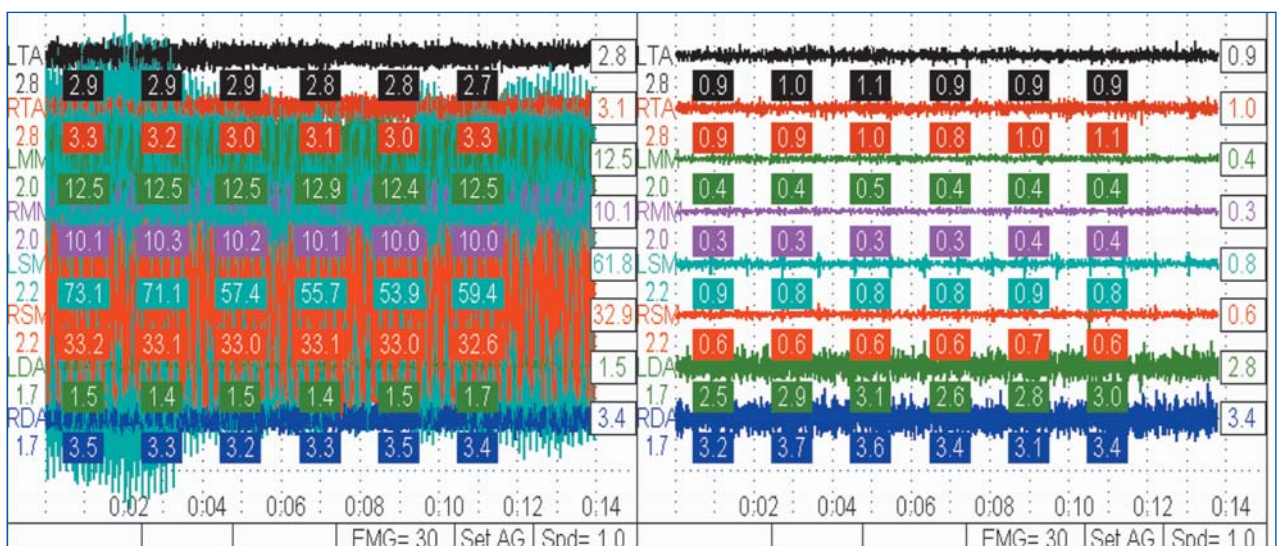 LTA 2.8 LTA 0.9
2.8 2.9 2.9 2.9 2.8 2.8 2.7 2.8 0.9 1.0 1.1 0.9 0.9 0.9
RTA 3.1 RTA 1.0
2.8 3.3 3.2 3.0 3.1 3.0 3.3 2.8 0.9 0.9 1.0 0.8 1.0 1.1
LMM 12.5 LMM 0.4
2.0 12.5 12.5 12.5 12.9 12.4 12.5 2.0 0.4 0.4 0.5 0.4 0.4 0.4
RMM 10.1 RMM 0.3
2.0 10.1 10.3 10.2 10.1 10.0 10.0 2.0 0.3 0.3 0.3 0.3 0.4 0.4
LSM 61.8 LSM 0.8
2.2 73.1 71.1 57.4 55.7 53.9 59.4 2.2 0.9 0.8 0.8 0.8 0.9 0.8
RSM 32.9 RSM 0.6
2.2 33.2 33.1 33.0 33.1 33.0 32.6 2.2 0.6 0.6 0.6 0.6 0.7 0.6
LDA 1.5 LDA 2.8
1.7 1.5 1.4 1.5 1.4 1.5 1.7 1.7 2.5 2.9 3.1 2.6 2.8 3.0
RDA 3.4 RDA 3.4
1.7 3.5 3.3 3.2 3.3 3.5 3.4 1.7 3.2 3.7 3.6 3.4 3.1 3.4
0:02 0:04 0:06 0:08 0:10 0:12 0:14 0:02 0:04 0:06 0:08 0:10 0:12 0:14
EMG= 30 Set AG Spd= 1.0 EMG= 30 Set AG Spd= 1.0